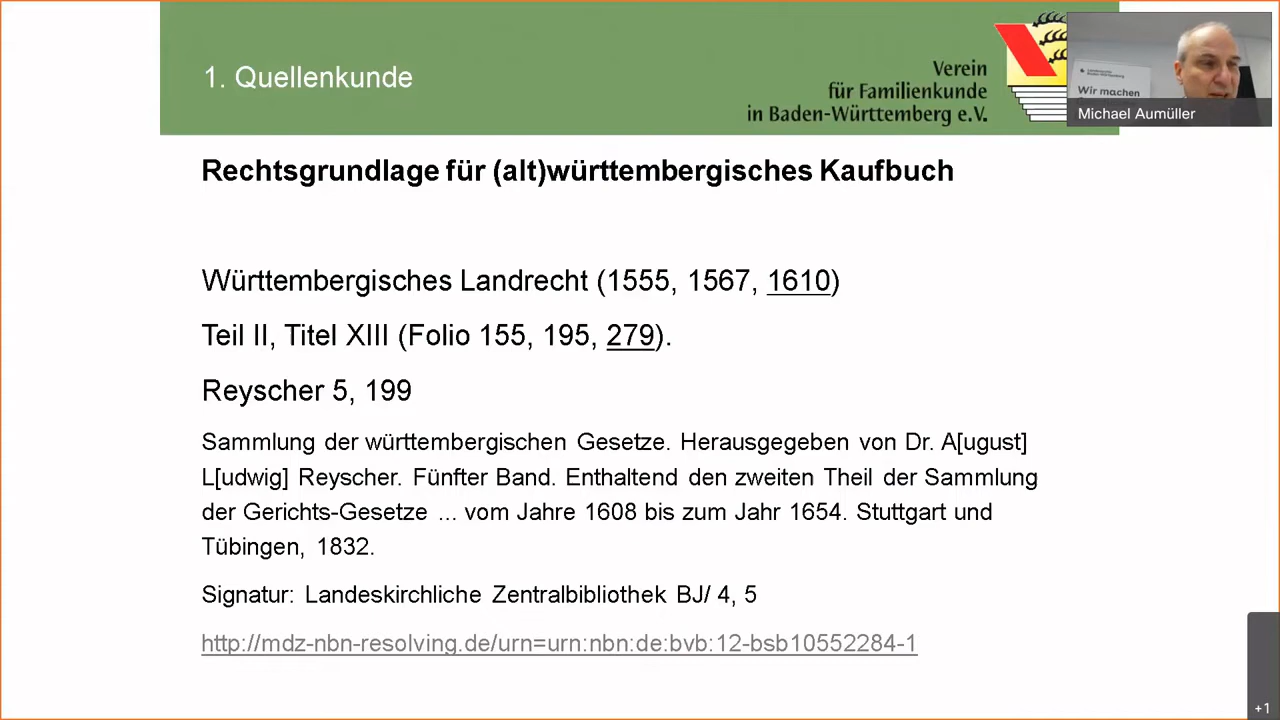 1. Quellenkunde
Verein
für Familienkunde
in Baden-Württemberg e.V.
Wir machen
Michael Aumüller
Rechtsgrundlage für (alt)württembergisches Kaufbuch
Württembergisches Landrecht (1555, 1567, 1610)
Teil II, Titel XIII (Folio 155, 195, 279).
Reyscher 5, 199
Sammlung der württembergischen Gesetze. Herausgegeben von Dr. A[ugust]
L[udwig] Reyscher. Fünfter Band. Enthaltend den zweiten Theil der Sammlung
der Gerichts-Gesetze ... vom Jahre 1608 bis zum Jahr 1654. Stuttgart und
Tübingen, 1832.
Signatur: Landeskirchliche Zentralbibliothek BJ/ 4, 5
http://mdz-nbn-resolving.de/urn=urn:nbn:de:bvb:12-bsb10552284-1
+1